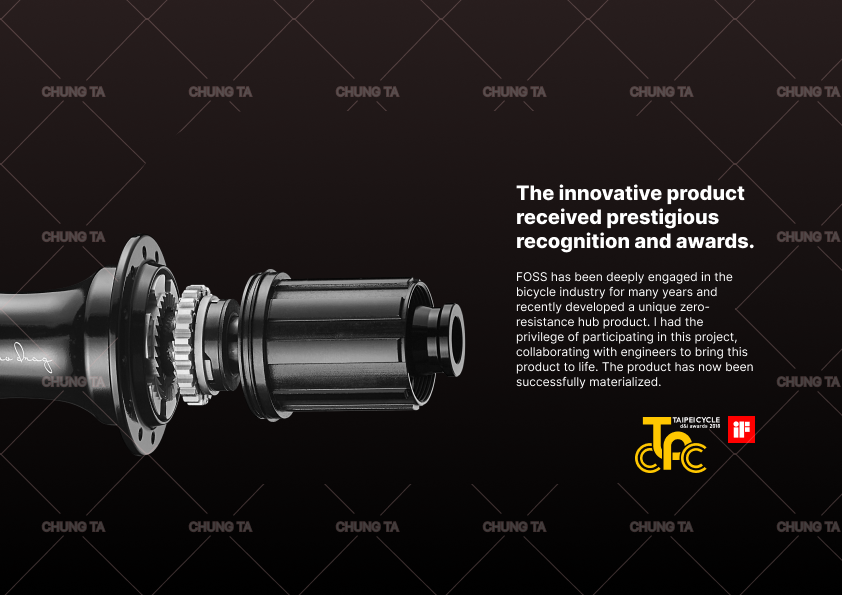 CHUNG TA CHUNG TA CHUNG TA CHUNG TA CHUNG TA CHUNG TA
The innovative product
received prestigious
CHUNG TA CHUNG TA
recognition and awards.
FOSS has been deeply engaged in the
bicycle industry for many years and
recently developed a unique zero-
resistance hub product. I had the
privilege of participating in this project,
collaborating with engineers to bring this
product to life. The product has now been
successfully materialized.
CHUNG TA CHUNG TA
TAIPEI CYCLE
d&i awards 2018
iF
CHUNG TA CHUNG TA CHUNG TA CHUNG TA CHUNG TA CHUNG TA